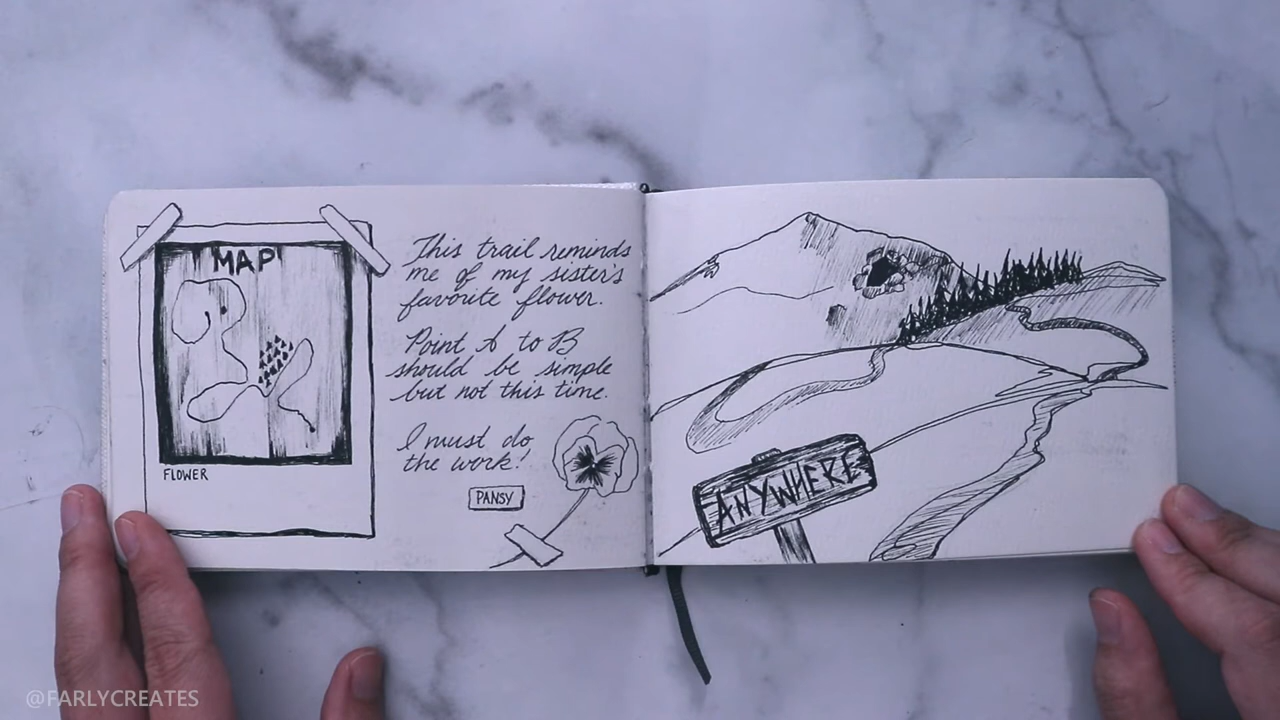 MAP
FLOWER
This trail reminds
me of my sister's
favorite flower.
Point A to B
should be simple
but not this time.
I must do
the work!
PANSY
ANYWHERE
@FARLYCREATES